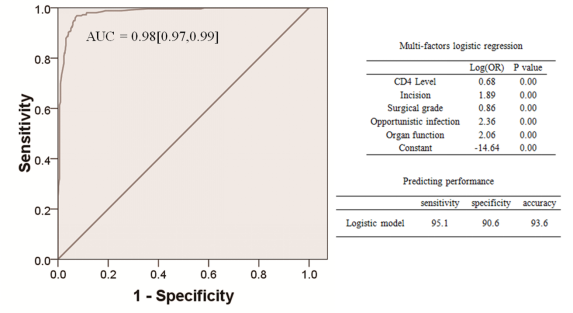 1.0
AUC = 0.98[0.97,0.99]
0.8
0.6
0.4
0.2
0.0
Sensitivity
0.0 0.2 0.4 0.6 0.8 1.0
1 - Specificity
Multi-factors logistic regression
Log(OR) P value
CD4 Level 0.68 0.00
Incision 1.89 0.00
Surgical grade 0.86 0.00
Opportunistic infection 2.36 0.00
Organ function 2.06 0.00
Constant -14.64 0.00
Predicting performance
sensitivity specificity accuracy
Logistic model 95.1 90.6 93.6